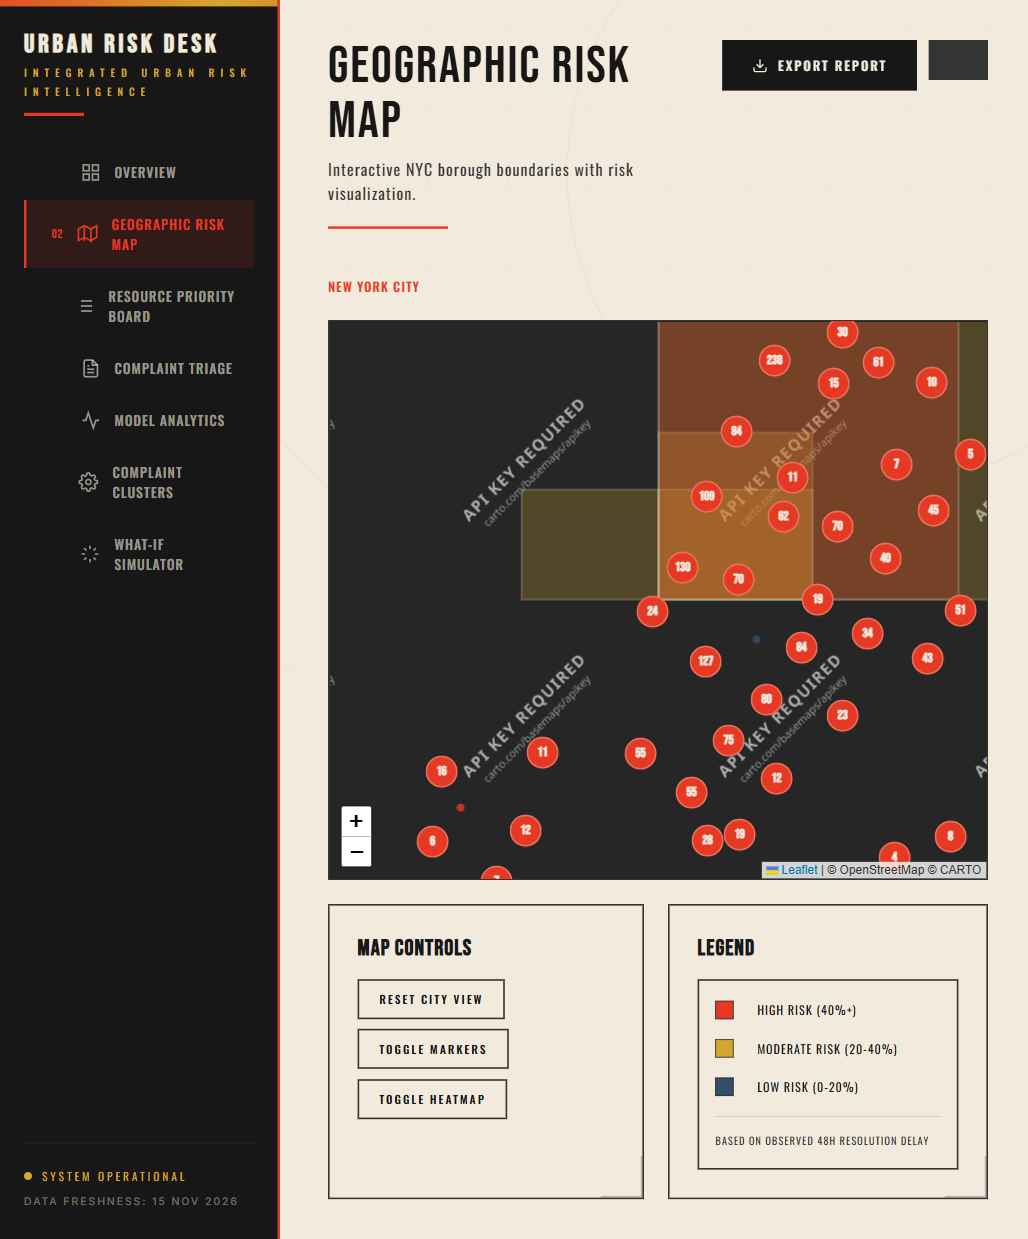 URBAN RISK DESK
INTEGRATED URBAN RISK
INTELLIGENCE
OVERVIEW
02 GEOGRAPHIC RISK
MAP
RESOURCE PRIORITY
BOARD
COMPLAINT TRIAGE
MODEL ANALYTICS
COMPLAINT
CLUSTERS
WHAT-IF
SIMULATOR
SYSTEM OPERATIONAL
DATA FRESHNESS: 15 NOV 2026
GEOGRAPHIC RISK
MAP
EXPORT REPORT
Interactive NYC borough boundaries with risk
visualization.
NEW YORK CITY
30
238
61
15
10
84
API KEY REQUIRED
carto.com/basemaps/apikey
API KEY REQUIRED
carto.com/basemaps/apikey
5
7
11
109
45
62
70
40
130
70
19
24
51
34
84
43
127
API KEY REQUIRED
carto.com/basemaps/apikey
API KEY REQUIRED
carto.com/basemaps/apikey
80
23
75
11
55
16
12
55
12
19
28
6
8
4
+
−
Leaflet | © OpenStreetMap © CARTO
MAP CONTROLS
RESET CITY VIEW
TOGGLE MARKERS
TOGGLE HEATMAP
LEGEND
HIGH RISK (40%+)
MODERATE RISK (20-40%)
LOW RISK (0-20%)
BASED ON OBSERVED 48H RESOLUTION DELAY